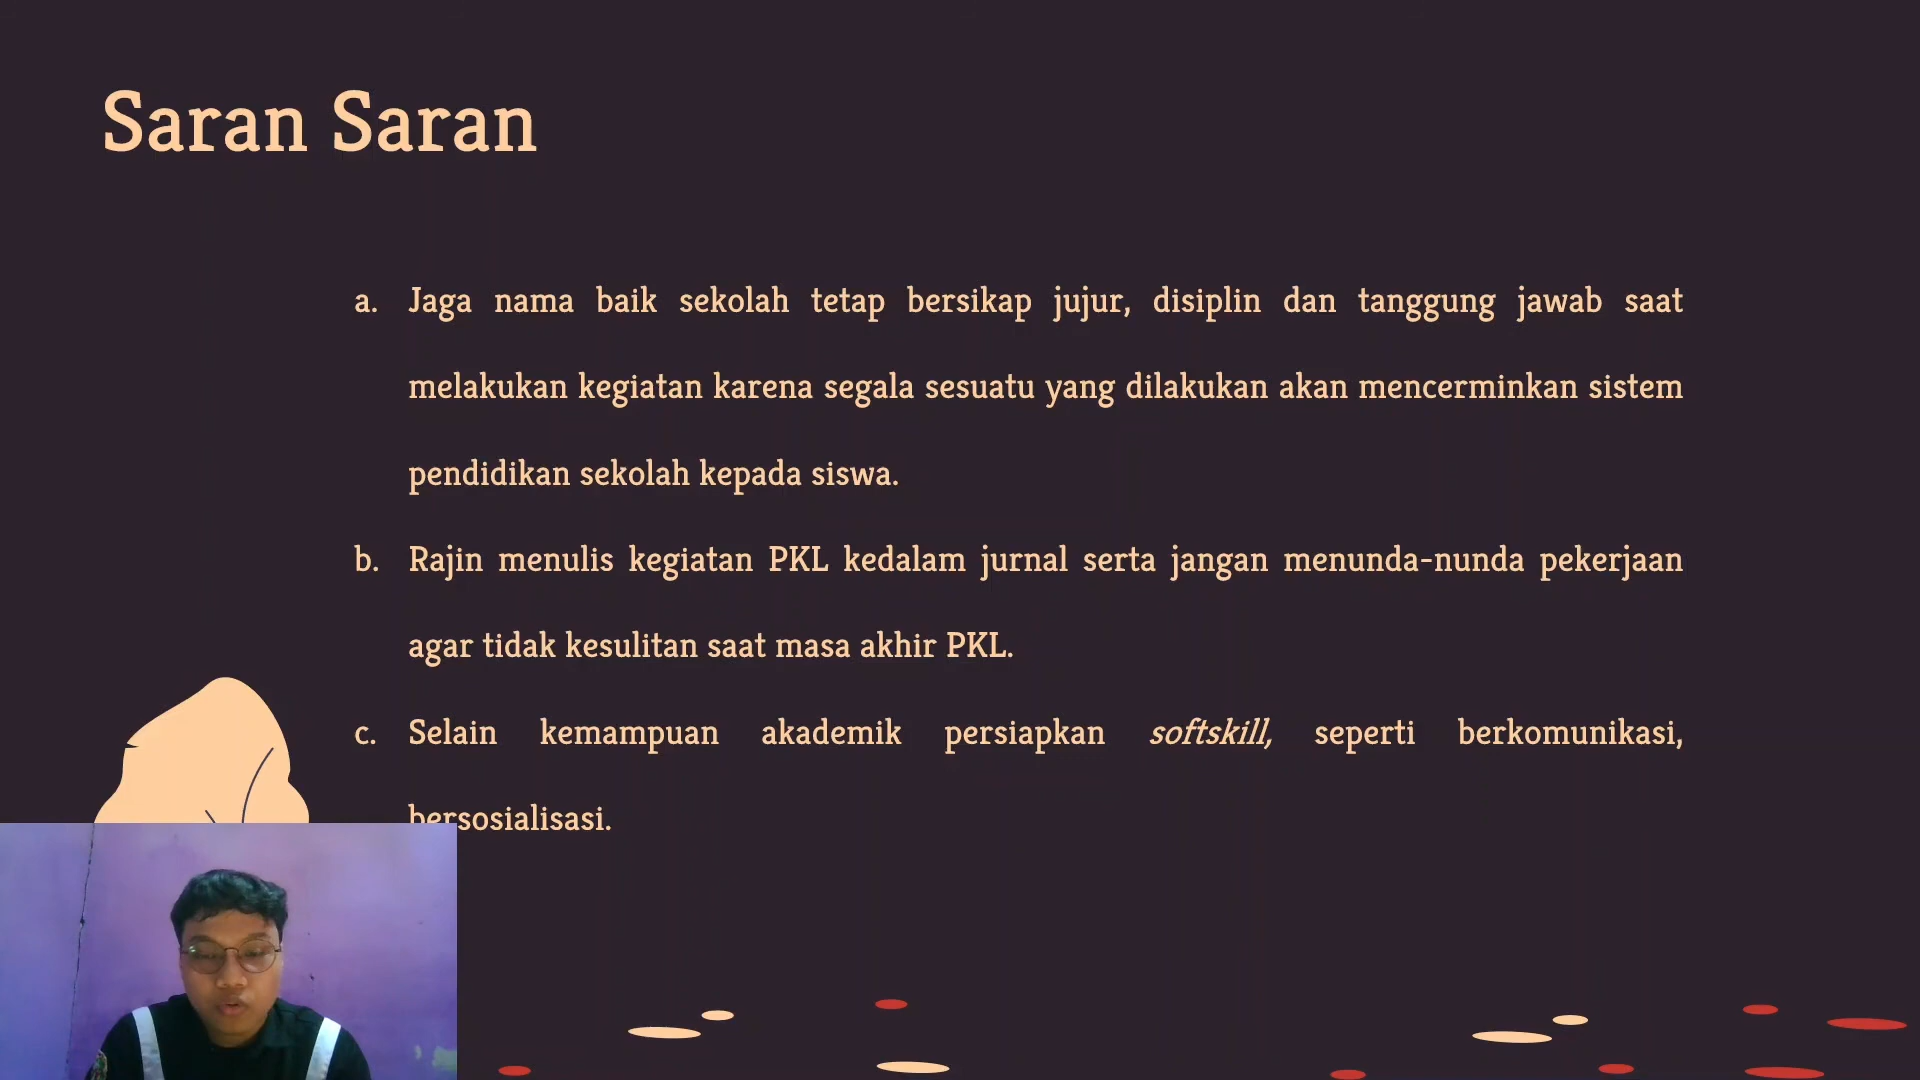 Saran Saran
a. Jaga nama baik sekolah tetap bersikap jujur, disiplin dan tanggung jawab saat
melakukan kegiatan karena segala sesuatu yang dilakukan akan mencerminkan sistem
pendidikan sekolah kepada siswa.
b. Rajin menulis kegiatan PKL kedalam jurnal serta jangan menunda-nunda pekerjaan
agar tidak kesulitan saat masa akhir PKL.
c. Selain kemampuan akademik persiapkan softskill, seperti berkomunikasi,
bersosialisasi.